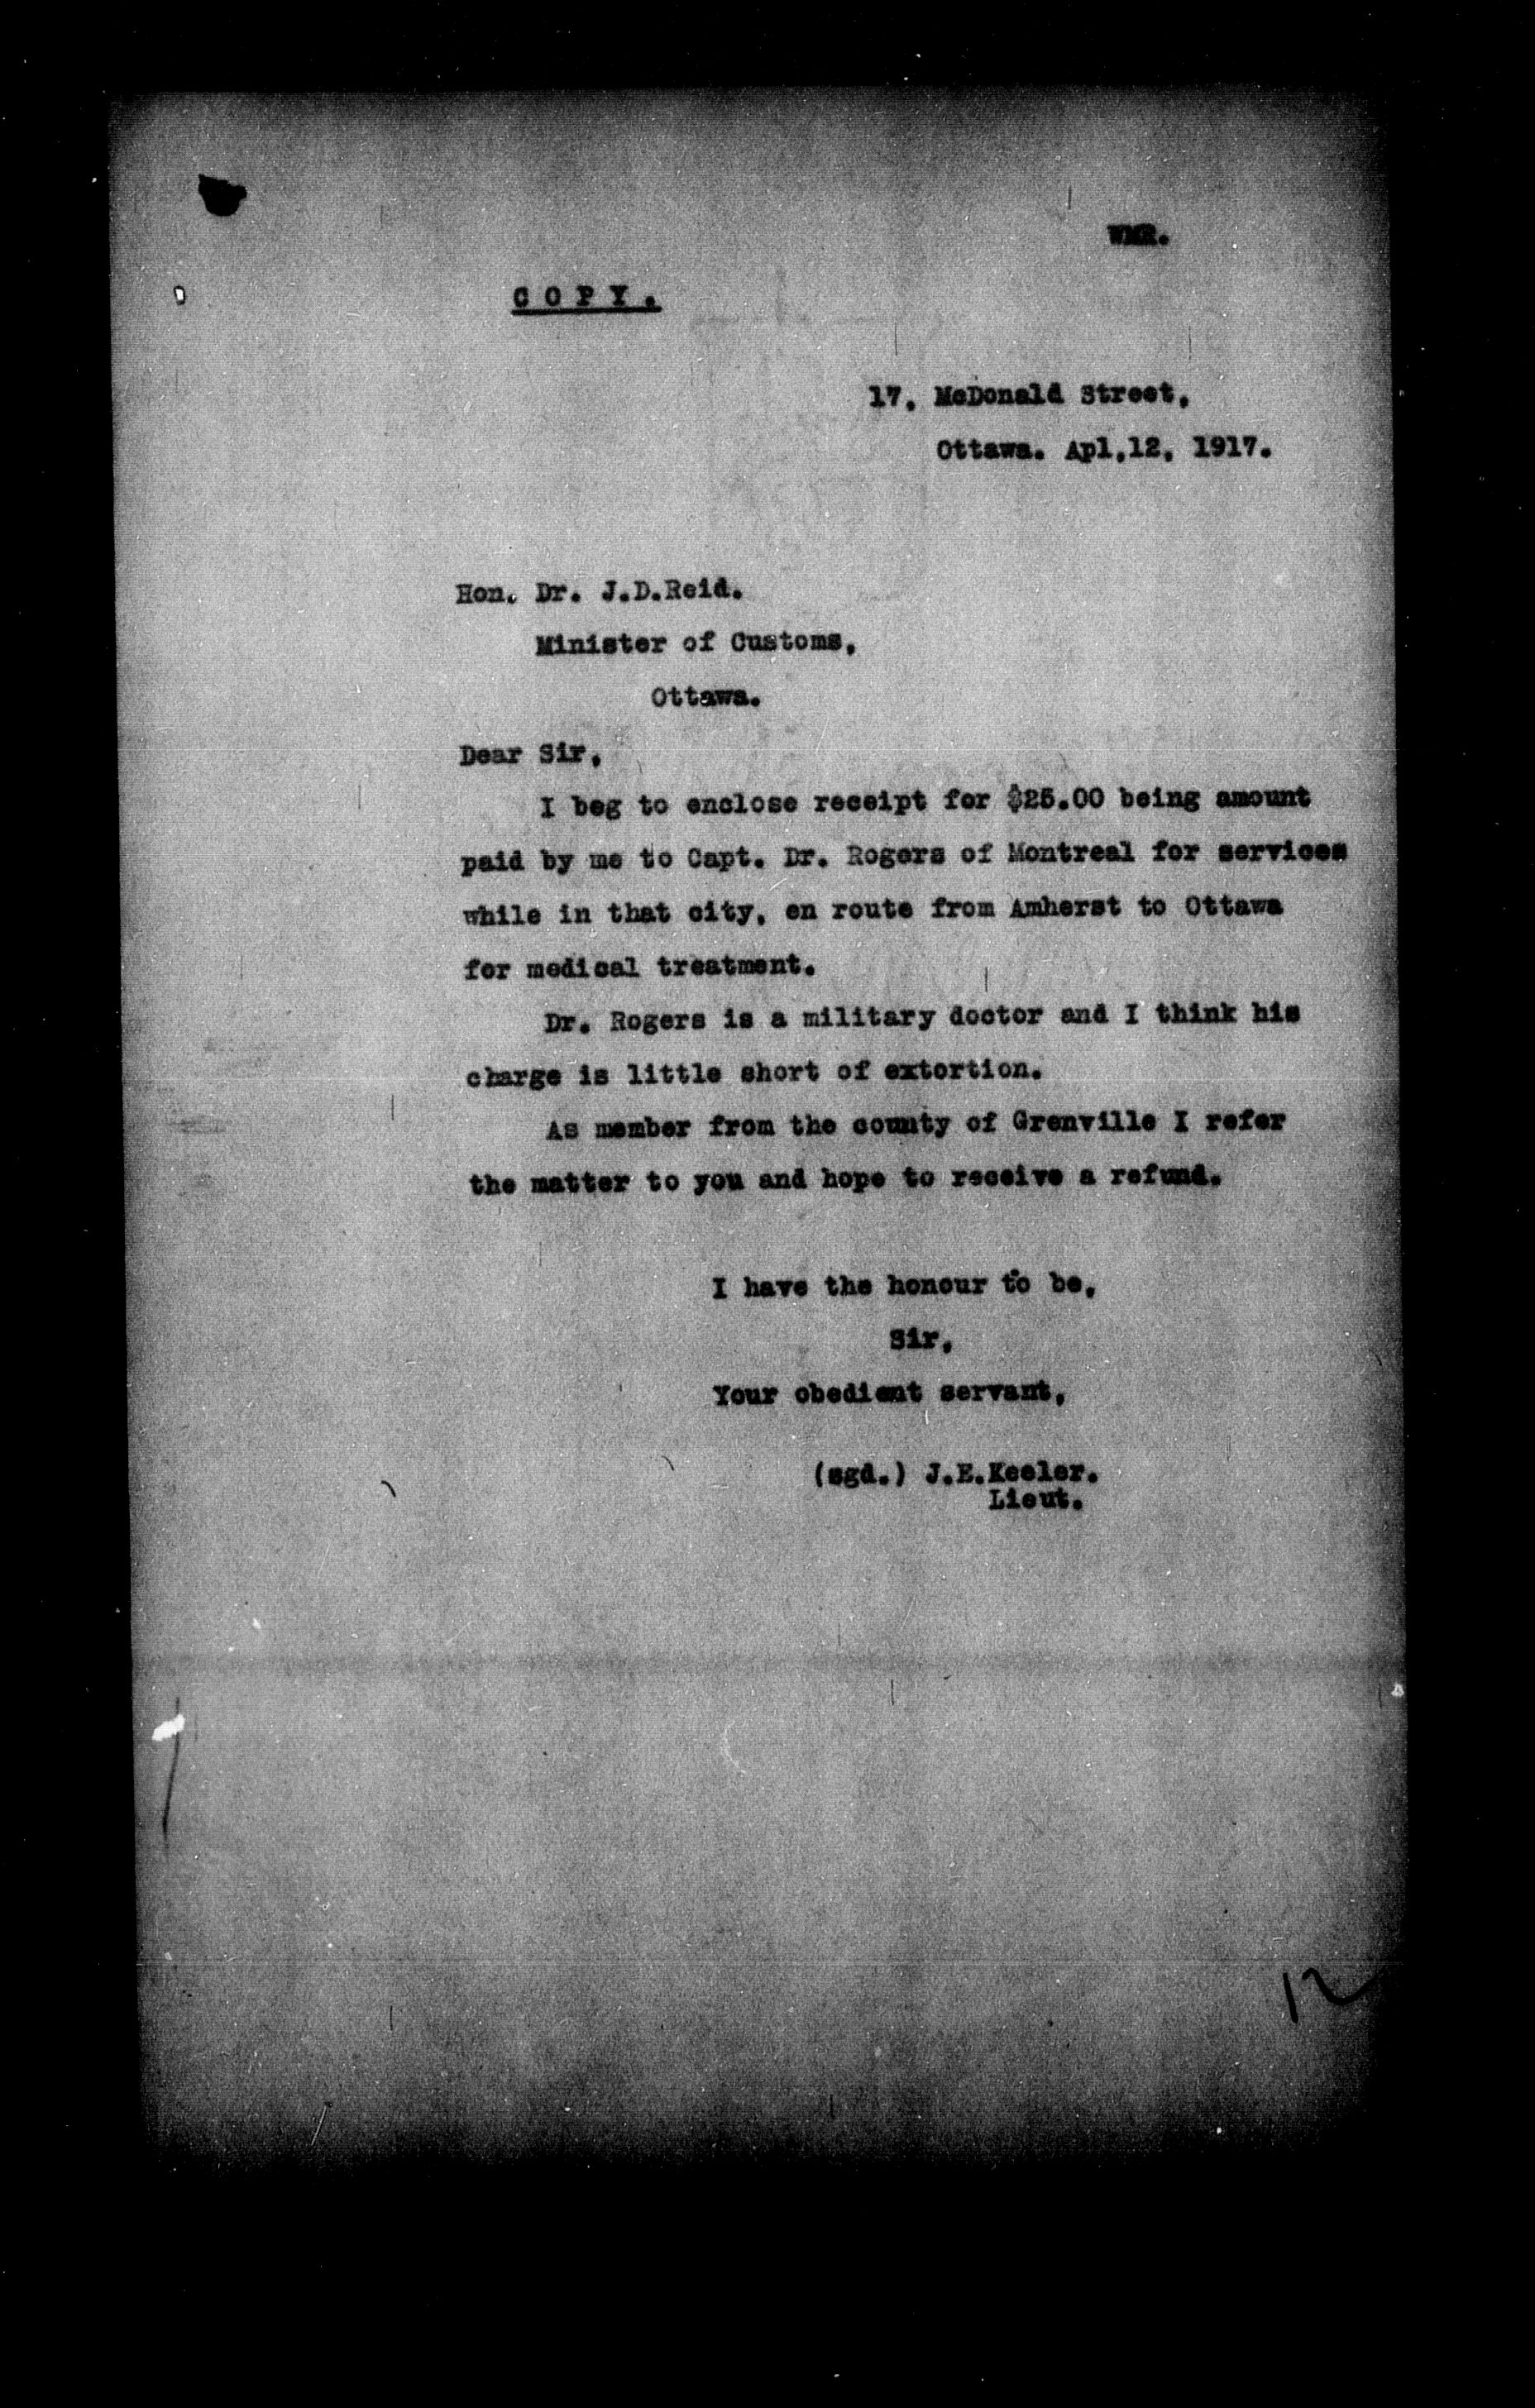 WMR.
COPY.
17, McDonald Street,
Ottawa. Apl,12, 1917.
Hon. Dr. J.D.Reid.
Minister of Customs,
Ottawa.
Dear Sir,
I beg to enclose receipt for $25.00 being amount
paid by me to Capt. Dr. Rogers of Montreal for services
while in that city, en route from Amherst to Ottawa
for medical treatment.
Dr. Rogers is a military doctor and I think his
charge is little short of extortion.
As member from the county of Grenville I refer
the matter to you and hope to receive a refund.
I have the honour to be,
Sir,
Your obedient servant,
(sgd.) J.E.Keeler.
Lieut.
12